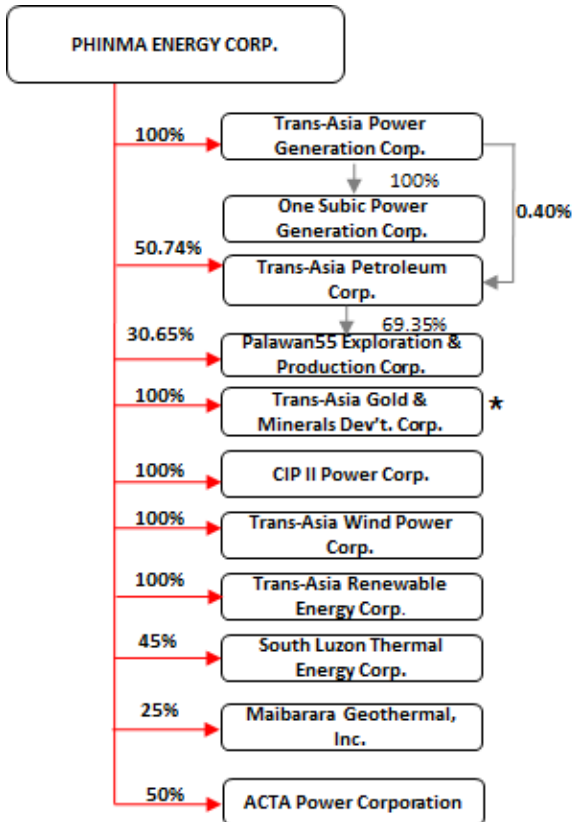 PHINMA ENERGY CORP.
100%
Trans-Asia Power
Generation Corp.
100%
0.40%
One Subic Power
Generation Corp.
50.74%
Trans-Asia Petroleum
Corp.
69.35%
30.65%
Palawan55 Exploration &
Production Corp.
100%
Trans-Asia Gold &
Minerals Dev't. Corp.
*
100%
CIP II Power Corp.
100%
Trans-Asia Wind Power
Corp.
100%
Trans-Asia Renewable
Energy Corp.
45%
South Luzon Thermal
Energy Corp.
25%
Maibarara Geothermal,
Inc.
50%
ACTA Power Corporation